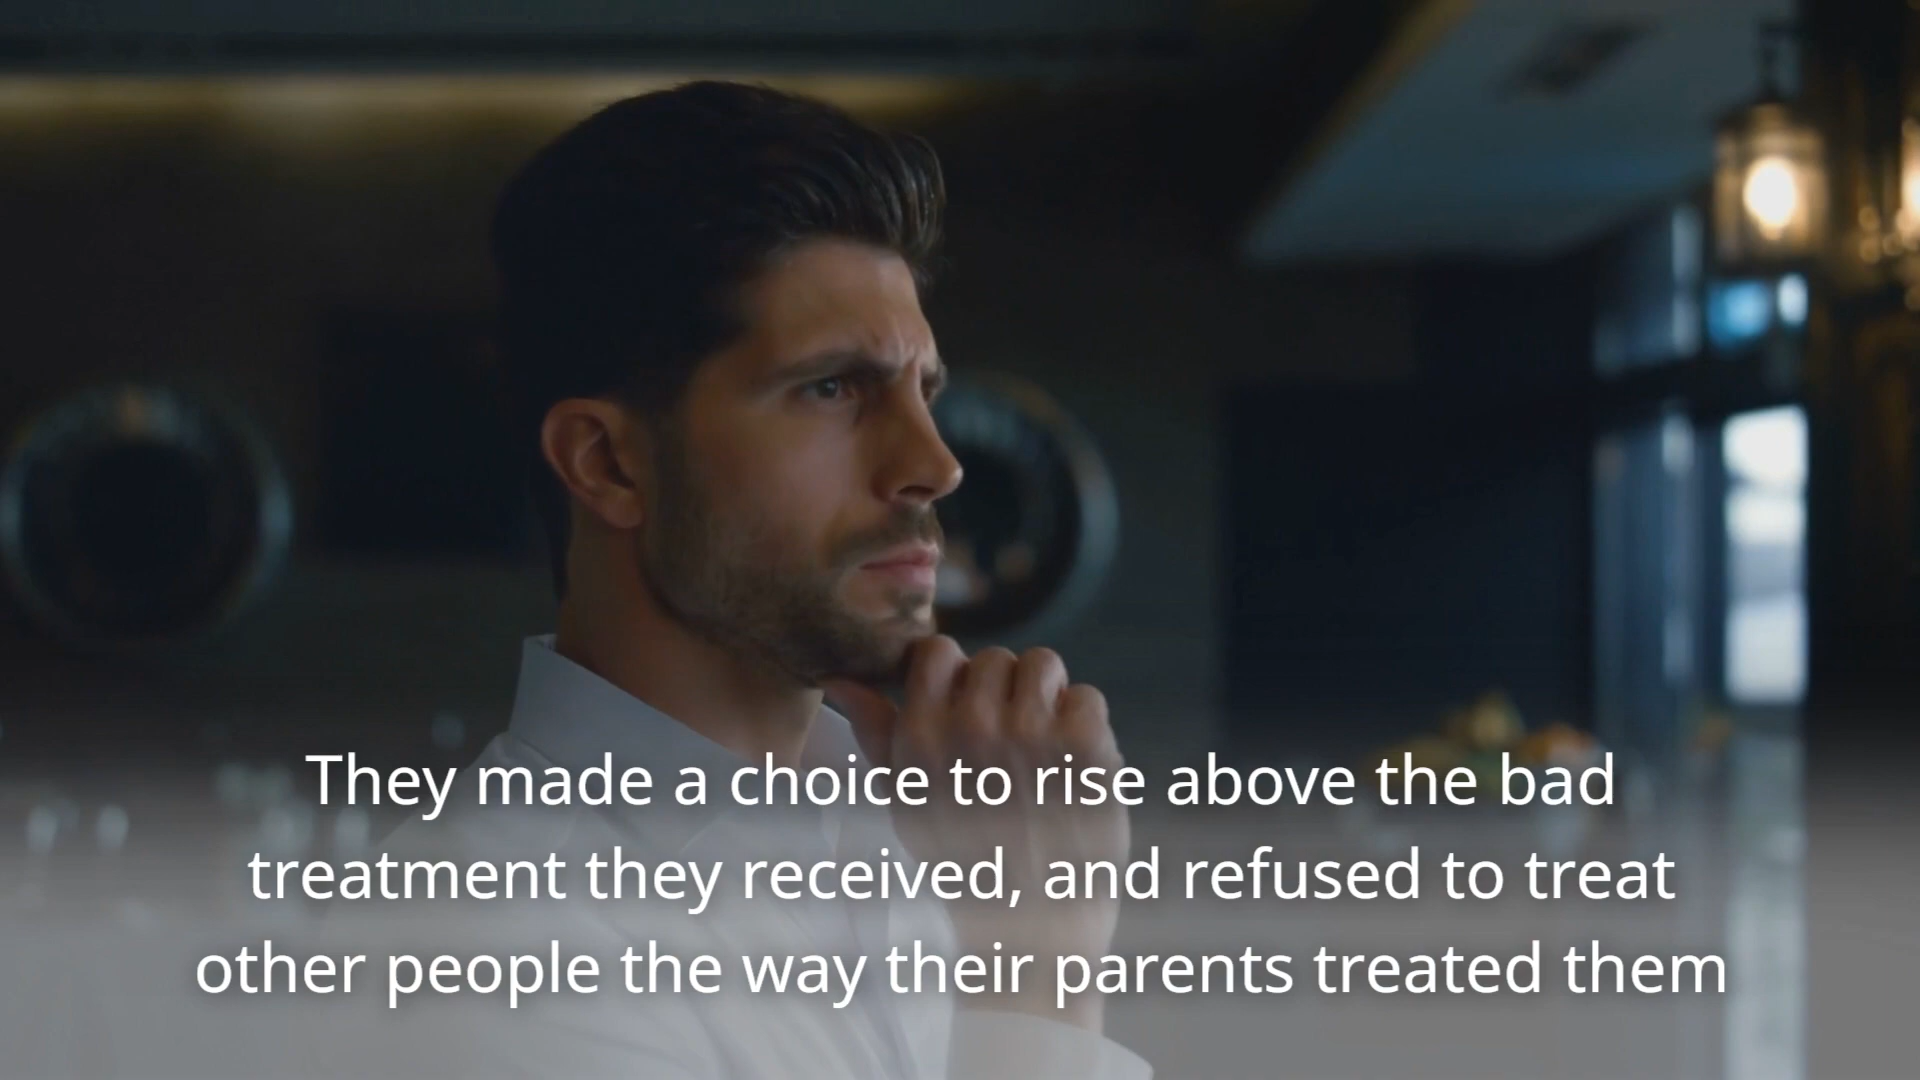 They made a choice to rise above the bad
treatment they received, and refused to treat
other people the way their parents treated them